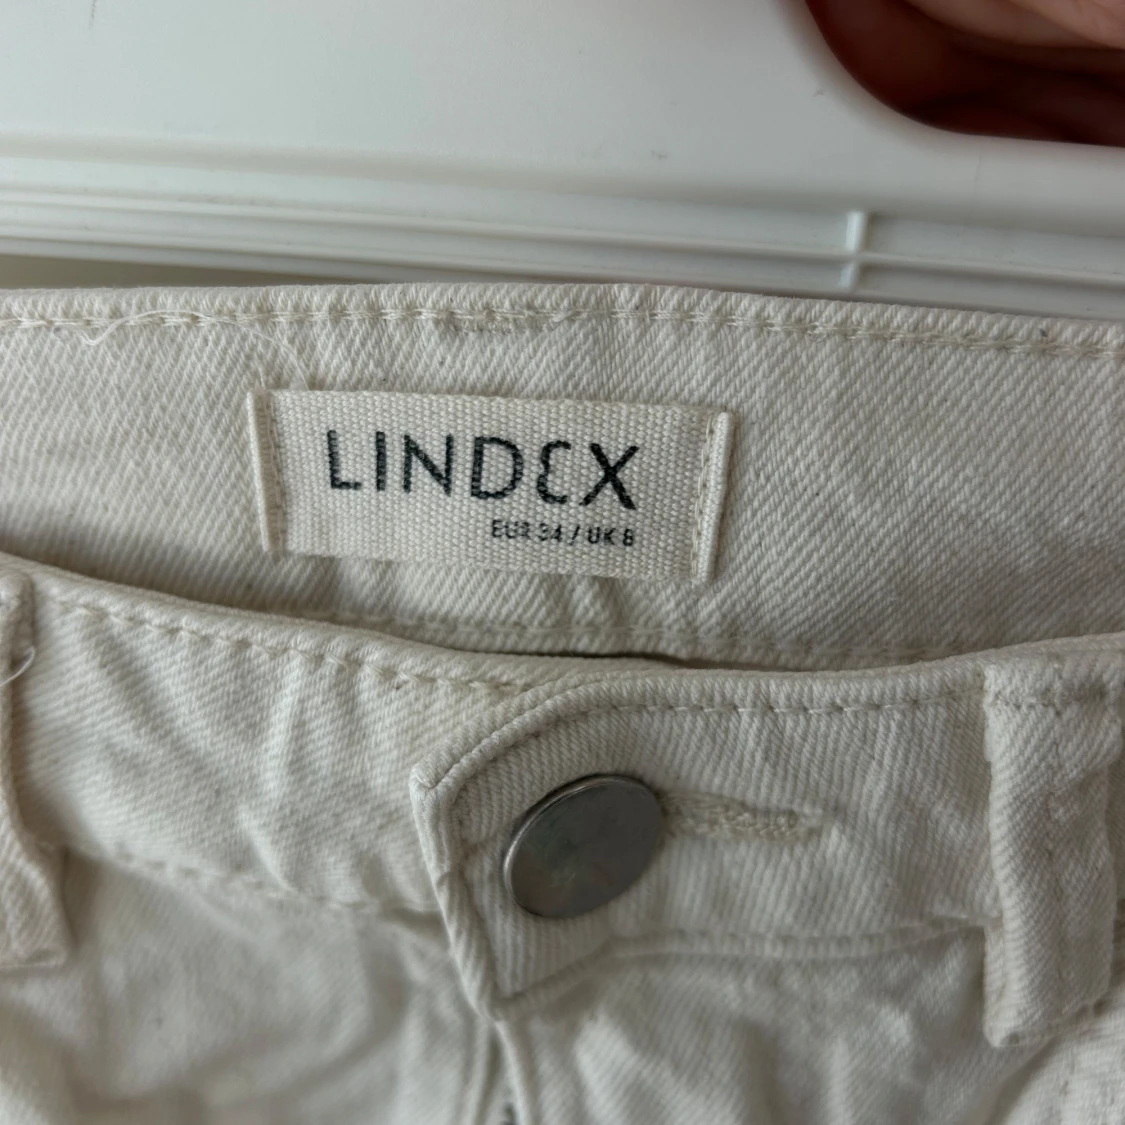 LINDEX
EUR 34 / UK 8